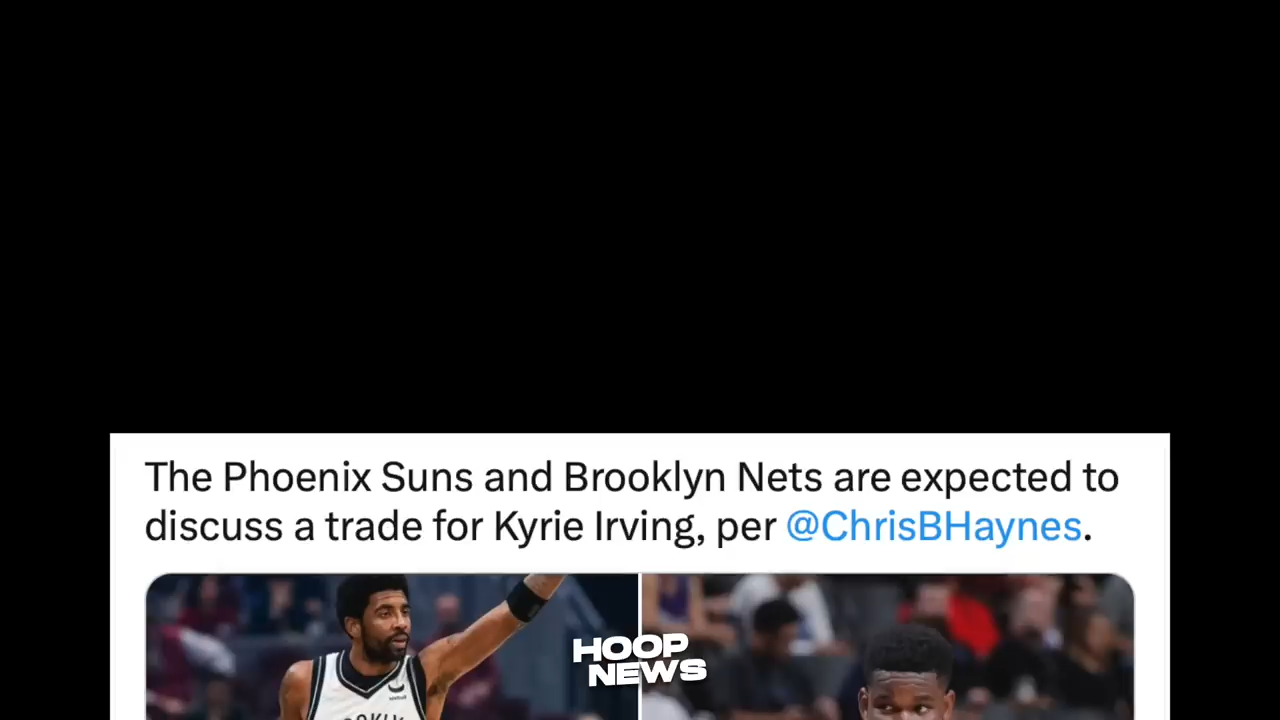 The Phoenix Suns and Brooklyn Nets are expected to
discuss a trade for Kyrie Irving, per @ChrisBHaynes.
HOOP
NEWS